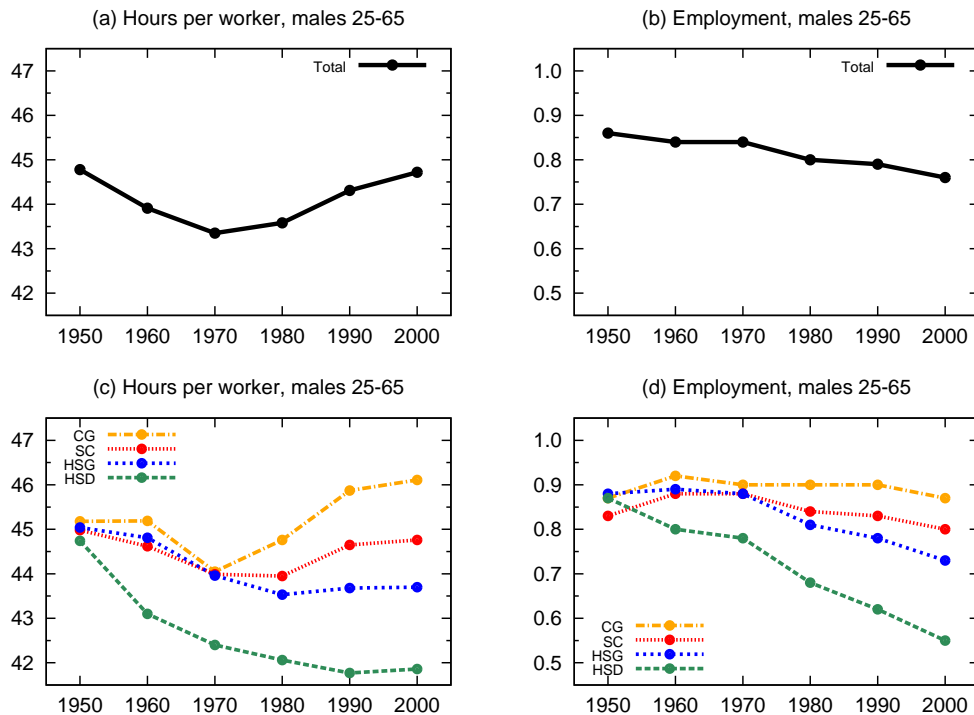 (a) Hours per worker, males 25-65
47
46
45
44
43
42
Total
1950 1960 1970 1980 1990 2000
(b) Employment, males 25-65
1.0
0.9
0.8
0.7
0.6
0.5
Total
1950 1960 1970 1980 1990 2000
(c) Hours per worker, males 25-65
47
46
45
44
43
42
CG
SC
HSG
HSD
1950 1960 1970 1980 1990 2000
(d) Employment, males 25-65
1.0
0.9
0.8
0.7
0.6
0.5
CG
SC
HSG
HSD
1950 1960 1970 1980 1990 2000